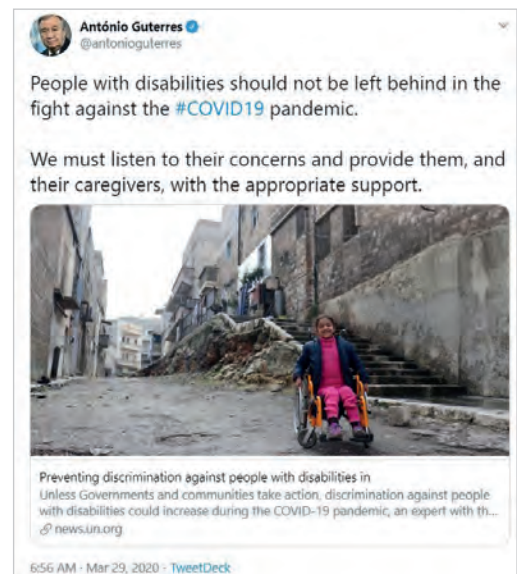 António Guterres
@antonioguterres
People with disabilities should not be left behind in the
fight against the #COVID19 pandemic.
We must listen to their concerns and provide them, and
their caregivers, with the appropriate support.
Preventing discrimination against people with disabilities in
Unless Governments and communities take action, discrimination against people
with disabilities could increase during the COVID-19 pandemic, an expert with th...
news.un.org
6:56 AM · Mar 29, 2020 · TweetDeck